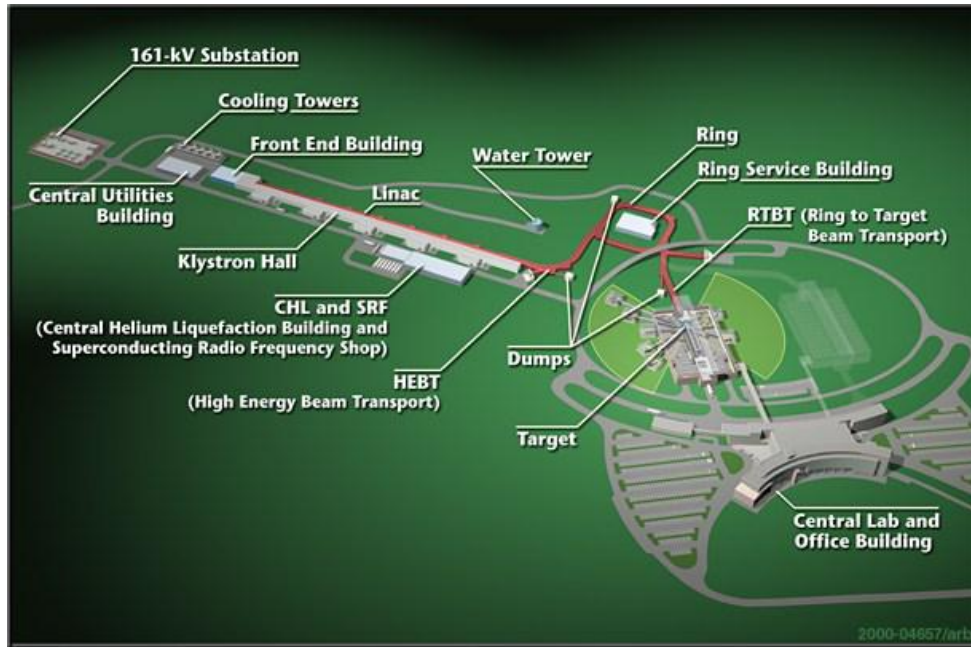 161-kV Substation
Cooling Towers
Front End Building
Central Utilities
Building
Linac
Klystron Hall
CHL and SRF
(Central Helium Liquefaction Building and
Superconducting Radio Frequency Shop)
HEBT
(High Energy Beam Transport)
Water Tower
Ring
Ring Service Building
RTBT (Ring to Target
Beam Transport)
Dumps
Target
Central Lab and
Office Building
2000-04657/arb